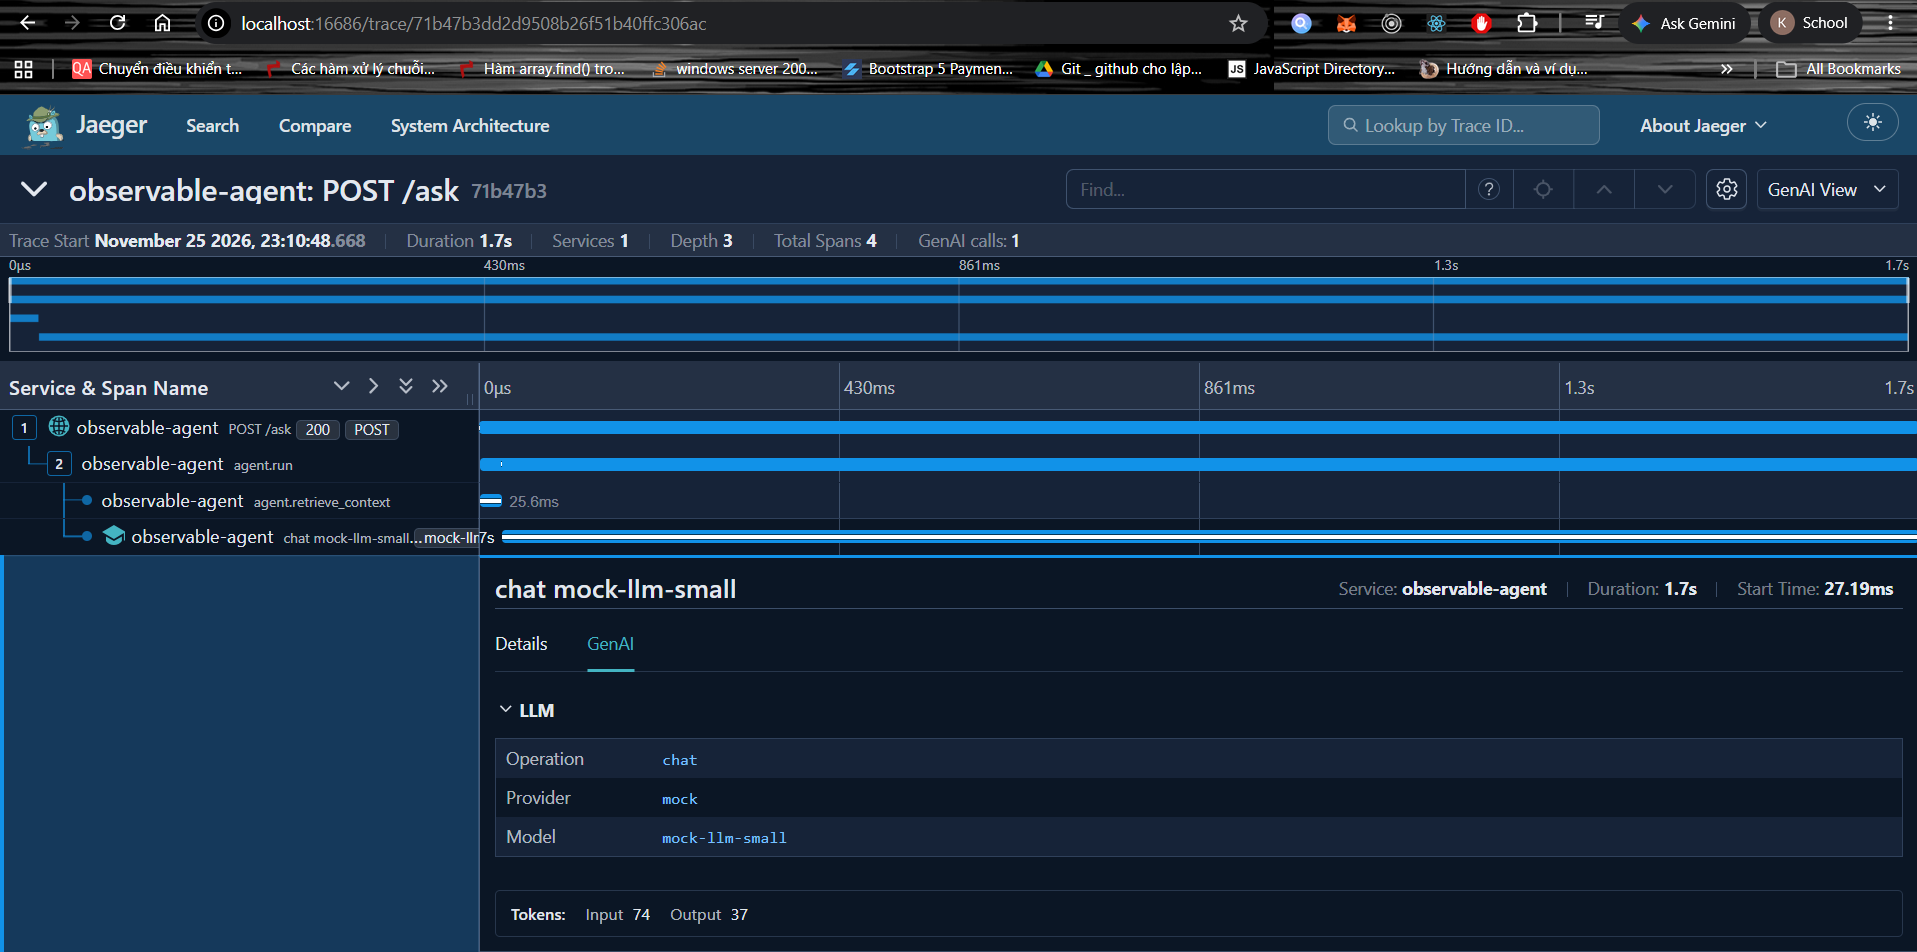 localhost:16686/trace/71b47b3dd2d9508b26f51b40ffc306ac
Ask Gemini
K School
QA Chuyển điều khiển t...
Các hàm xử lý chuỗi...
Hàm array.find() tro...
windows server 200...
Bootstrap 5 Paymen...
Git _ github cho lập...
JS JavaScript Directory...
Hướng dẫn và ví dụ...
All Bookmarks
Jaeger Search Compare System Architecture
Lookup by Trace ID...
About Jaeger
observable-agent: POST /ask 71b47b3
Find...
GenAI View
Trace Start November 25 2026, 23:10:48.668 Duration 1.7s Services 1 Depth 3 Total Spans 4 GenAI calls: 1
0μs 430ms 861ms 1.3s 1.7s
Service & Span Name
0μs 430ms 861ms 1.3s 1.7s
1 observable-agent POST /ask 200 POST
2 observable-agent agent.run
observable-agent agent.retrieve_context 25.6ms
observable-agent chat mock-llm-small... mock-llm 7s
chat mock-llm-small
Service: observable-agent Duration: 1.7s Start Time: 27.19ms
Details GenAI
LLM
Operation chat
Provider mock
Model mock-llm-small
Tokens: Input 74 Output 37